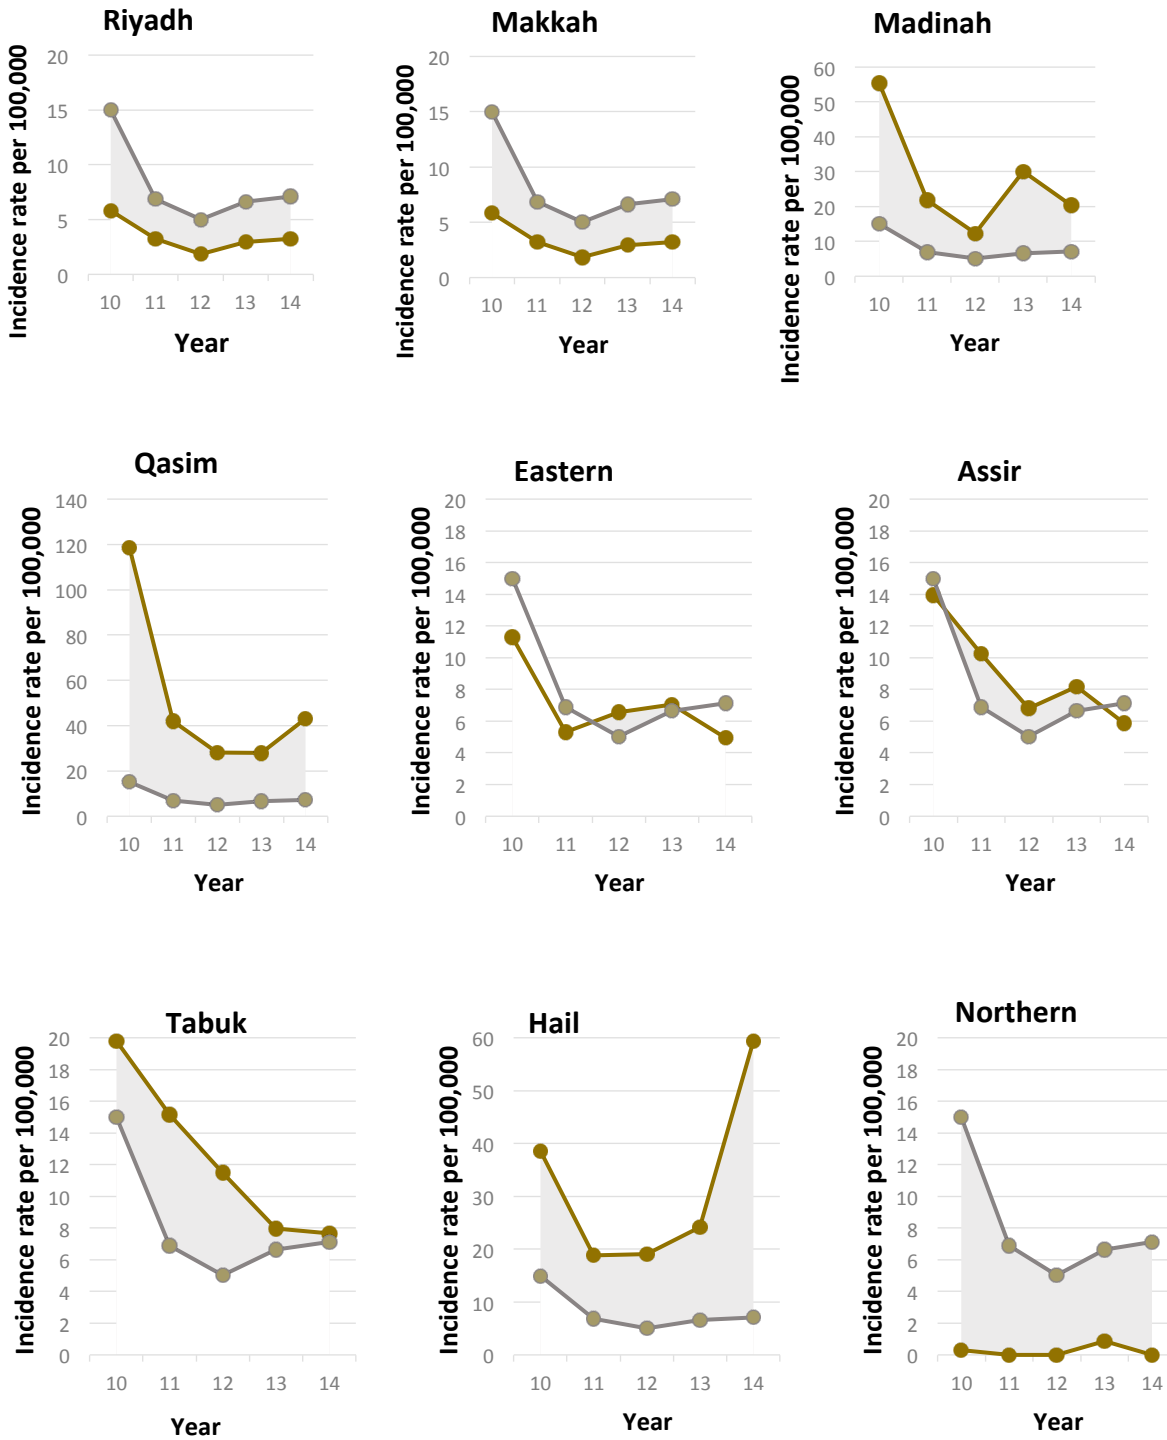 Riyadh
Incidence rate per 100,000
20
15
10
5
0
10 11 12 13 14
Year
Makkah
Incidence rate per 100,000
20
15
10
5
0
10 11 12 13 14
Year
Madinah
Incidence rate per 100,000
60
50
40
30
20
10
0
10 11 12 13 14
Year
Qasim
Incidence rate per 100,000
140
120
100
80
60
40
20
0
10 11 12 13 14
Year
Eastern
Incidence rate per 100,000
20
18
16
14
12
10
8
6
4
2
0
10 11 12 13 14
Year
Assir
Incidence rate per 100,000
20
18
16
14
12
10
8
6
4
2
0
10 11 12 13 14
Year
Tabuk
Incidence rate per 100,000
20
18
16
14
12
10
8
6
4
2
0
10 11 12 13 14
Year
Hail
Incidence rate per 100,000
60
50
40
30
20
10
0
10 11 12 13 14
Year
Northern
Incidence rate per 100,000
20
18
16
14
12
10
8
6
4
2
0
10 11 12 13 14
Year